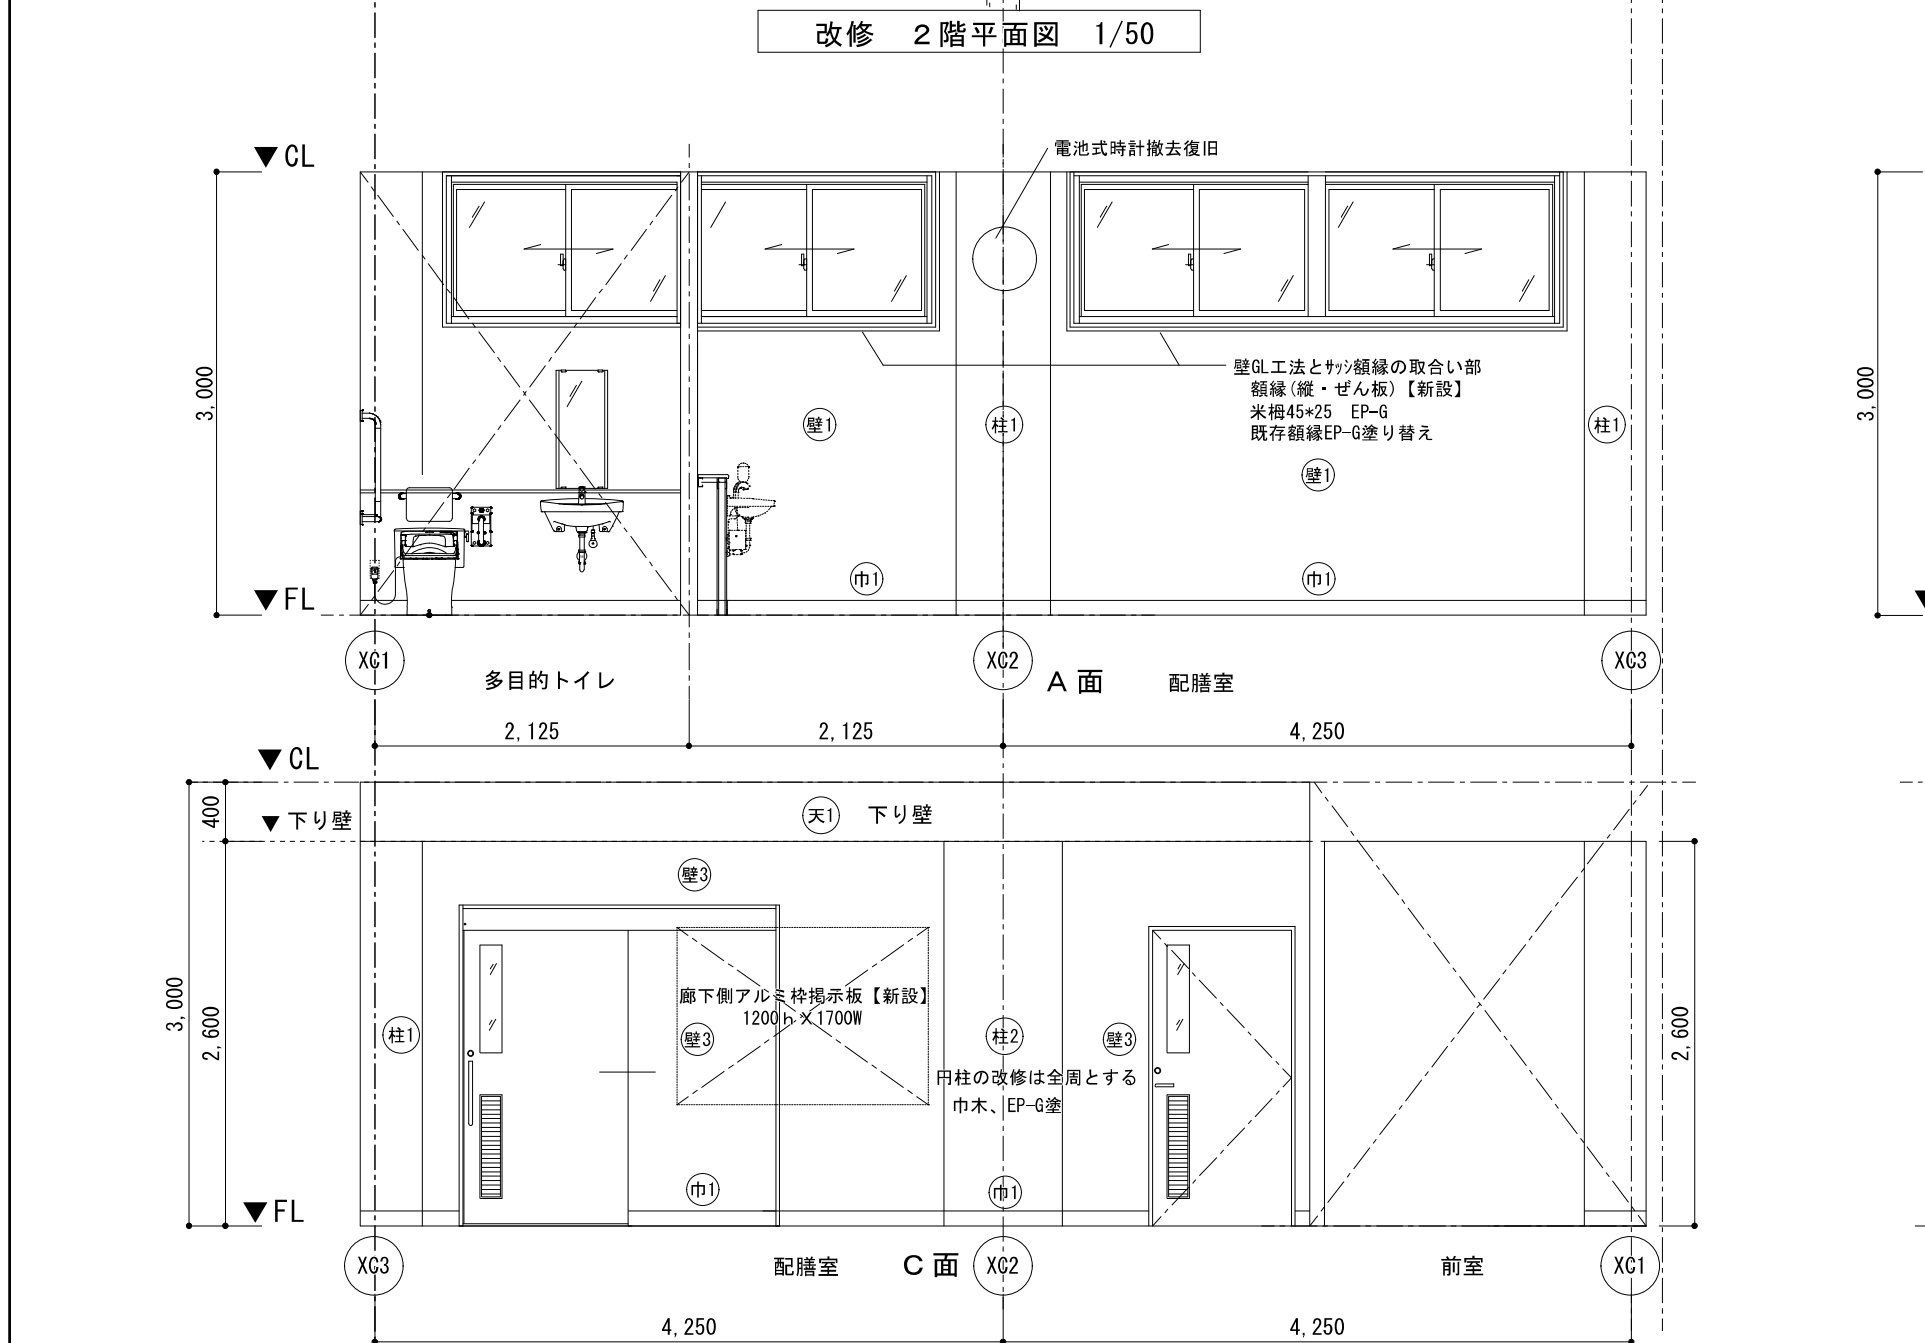 改修　２階平面図　1/50
▼CL
電池式時計撤去復旧
3,000
3,000
壁GL工法とｻｯｼ額縁の取合い部
額縁(縦・ぜん板)【新設】
米栂45*25　EP-G
既存額縁EP-G塗り替え
壁1
柱1
柱1
壁1
巾1
巾1
▼FL
XC1
XC2
XC3
多目的トイレ
Ａ面
配膳室
2,125
2,125
4,250
▼CL
400
▼下り壁
天1
下り壁
壁3
3,000
2,600
2,600
廊下側アルミ枠掲示板【新設】
1200ｈ×1700W
柱1
壁3
柱2
壁3
円柱の改修は全周とする
巾木、EP-G塗
巾1
巾1
▼FL
XC3
配膳室
Ｃ面
XC2
前室
XC1
4,250
4,250